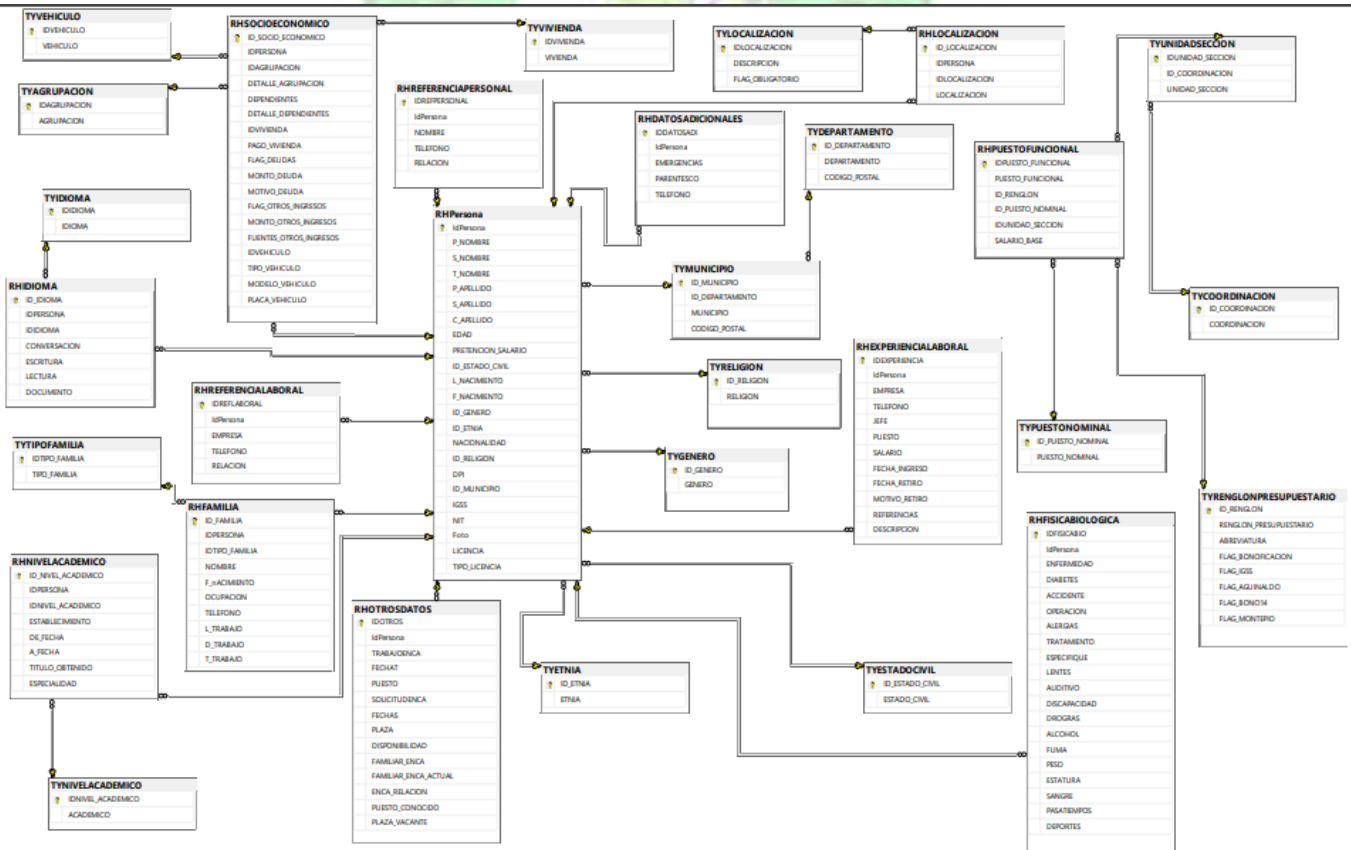 TYVEHICULO
IDVEHICULO
VEHICULO
RHSOCIOECONOMICO
ID_SOCIO_ECONOMICO
IDPERSONA
IDAGRUPACION
DETALLE_AGRUPACION
DEPENDIENTES
DETALLE_DEPENDIENTES
IDVIVIENDA
PAGO_VIVIENDA
FLAG_DEUDAS
MONTO_DEUDA
MOTIVO_DEUDA
FLAG_OTROS_INGRESOS
MONTO_OTROS_INGRESOS
FUENTES_OTROS_INGRESOS
IDVEHICULO
TIPO_VEHICULO
MODELO_VEHICULO
PLACA_VEHICULO
TYVIVIENDA
IDVIVIENDA
VIVIENDA
TYLOCALIZACION
IDLOCALIZACION
DESCRIPCION
FLAG_OBLIGATORIO
RHLOCALIZACION
ID_LOCALIZACION
IDPERSONA
IDLOCALIZACION
LOCALIZACION
TYUNIDADSECCION
IDUNIDAD_SECCION
ID_COORDINACION
UNIDAD_SECCION
TYAGRUPACION
IDAGRUPACION
AGRUPACION
RHREFERENCIAPERSONAL
IDREFPERSONAL
IdPersona
NOMBRE
TELEFONO
RELACION
RHDATOSADICIONALES
IDDATOSADI
IdPersona
EMERGENCIAS
PARENTESCO
TELEFONO
TYDEPARTAMENTO
ID_DEPARTAMENTO
DEPARTAMENTO
CODIGO_POSTAL
RHPUESTOFUNCIONAL
IDPUESTO_FUNCIONAL
PUESTO_FUNCIONAL
ID_RENGLON
ID_PUESTO_NOMINAL
IDUNIDAD_SECCION
SALARIO_BASE
TYIDIOMA
IDIDIOMA
IDIOMA
RHPersona
IdPersona
P_NOMBRE
S_NOMBRE
T_NOMBRE
P_APELLIDO
S_APELLIDO
C_APELLIDO
EDAD
PRETENCION_SALARIO
ID_ESTADO_CIVIL
L_NACIMIENTO
F_NACIMIENTO
ID_GENERO
ID_ETNIA
NACIONALIDAD
ID_RELIGION
DPI
ID_MUNICIPIO
IGSS
NIT
Foto
LICENCIA
TIPO_LICENCIA
TYMUNICIPIO
ID_MUNICIPIO
ID_DEPARTAMENTO
MUNICIPIO
CODIGO_POSTAL
RHIDIOMA
ID_IDIOMA
IDPERSONA
IDIDIOMA
CONVERSACION
ESCRITURA
LECTURA
DOCUMENTO
TYCOORDINACION
ID_COORDINACION
COORDINACION
RHEXPERIENCIALABORAL
IDEXPERIENCIA
IdPersona
EMPRESA
TELEFONO
JEFE
PUESTO
SALARIO
FECHA_INGRESO
FECHA_RETIRO
MOTIVO_RETIRO
REFERENCIAS
DESCRIPCION
TYRELIGION
ID_RELIGION
RELIGION
RHREFERENCIALABORAL
IDREFLABORAL
IdPersona
EMPRESA
TELEFONO
RELACION
TYPUESTONOMINAL
ID_PUESTO_NOMINAL
PUESTO_NOMINAL
TYTIPOFAMILIA
IDTIPO_FAMILIA
TIPO_FAMILIA
TYGENERO
ID_GENERO
GENERO
TYRENGLONPRESUPUESTARIO
ID_RENGLON
RENGLON_PRESUPUESTARIO
ABREVIATURA
FLAG_BONIFICACION
FLAG_IGSS
FLAG_AGUINALDO
FLAG_BONO14
FLAG_MONTEPIO
RHFAMILIA
ID_FAMILIA
IDPERSONA
IDTIPO_FAMILIA
NOMBRE
F_nACIMIENTO
OCUPACION
TELEFONO
L_TRABAJO
D_TRABAJO
T_TRABAJO
RHFISICABIOLOGICA
IDFISICABIO
IdPersona
ENFERMEDAD
DIABETES
ACCIDENTE
OPERACION
ALERGIAS
TRATAMIENTO
ESPECIFIQUE
LENTES
AUDITIVO
DISCAPACIDAD
DROGRAS
ALCOHOL
FUMA
PESO
ESTATURA
SANGRE
PASATIEMPOS
DEPORTES
RHNIVELACADEMICO
ID_NIVEL_ACADEMICO
IDPERSONA
IDNIVEL_ACADEMICO
ESTABLECIMIENTO
DE_FECHA
A_FECHA
TITULO_OBTENIDO
ESPECIALIDAD
RHOTROSDATOS
IDOTROS
IdPersona
TRABAJOENCA
FECHAT
PUESTO
SOLICITUDENCA
FECHAS
PLAZA
DISPONIBILIDAD
FAMILIAR_ENCA
FAMILIAR_ENCA_ACTUAL
ENCA_RELACION
PUESTO_CONOCIDO
PLAZA_VACANTE
TYETNIA
ID_ETNIA
ETNIA
TYESTADOCIVIL
ID_ESTADO_CIVIL
ESTADO_CIVIL
TYNIVELACADEMICO
IDNIVEL_ACADEMICO
ACADEMICO